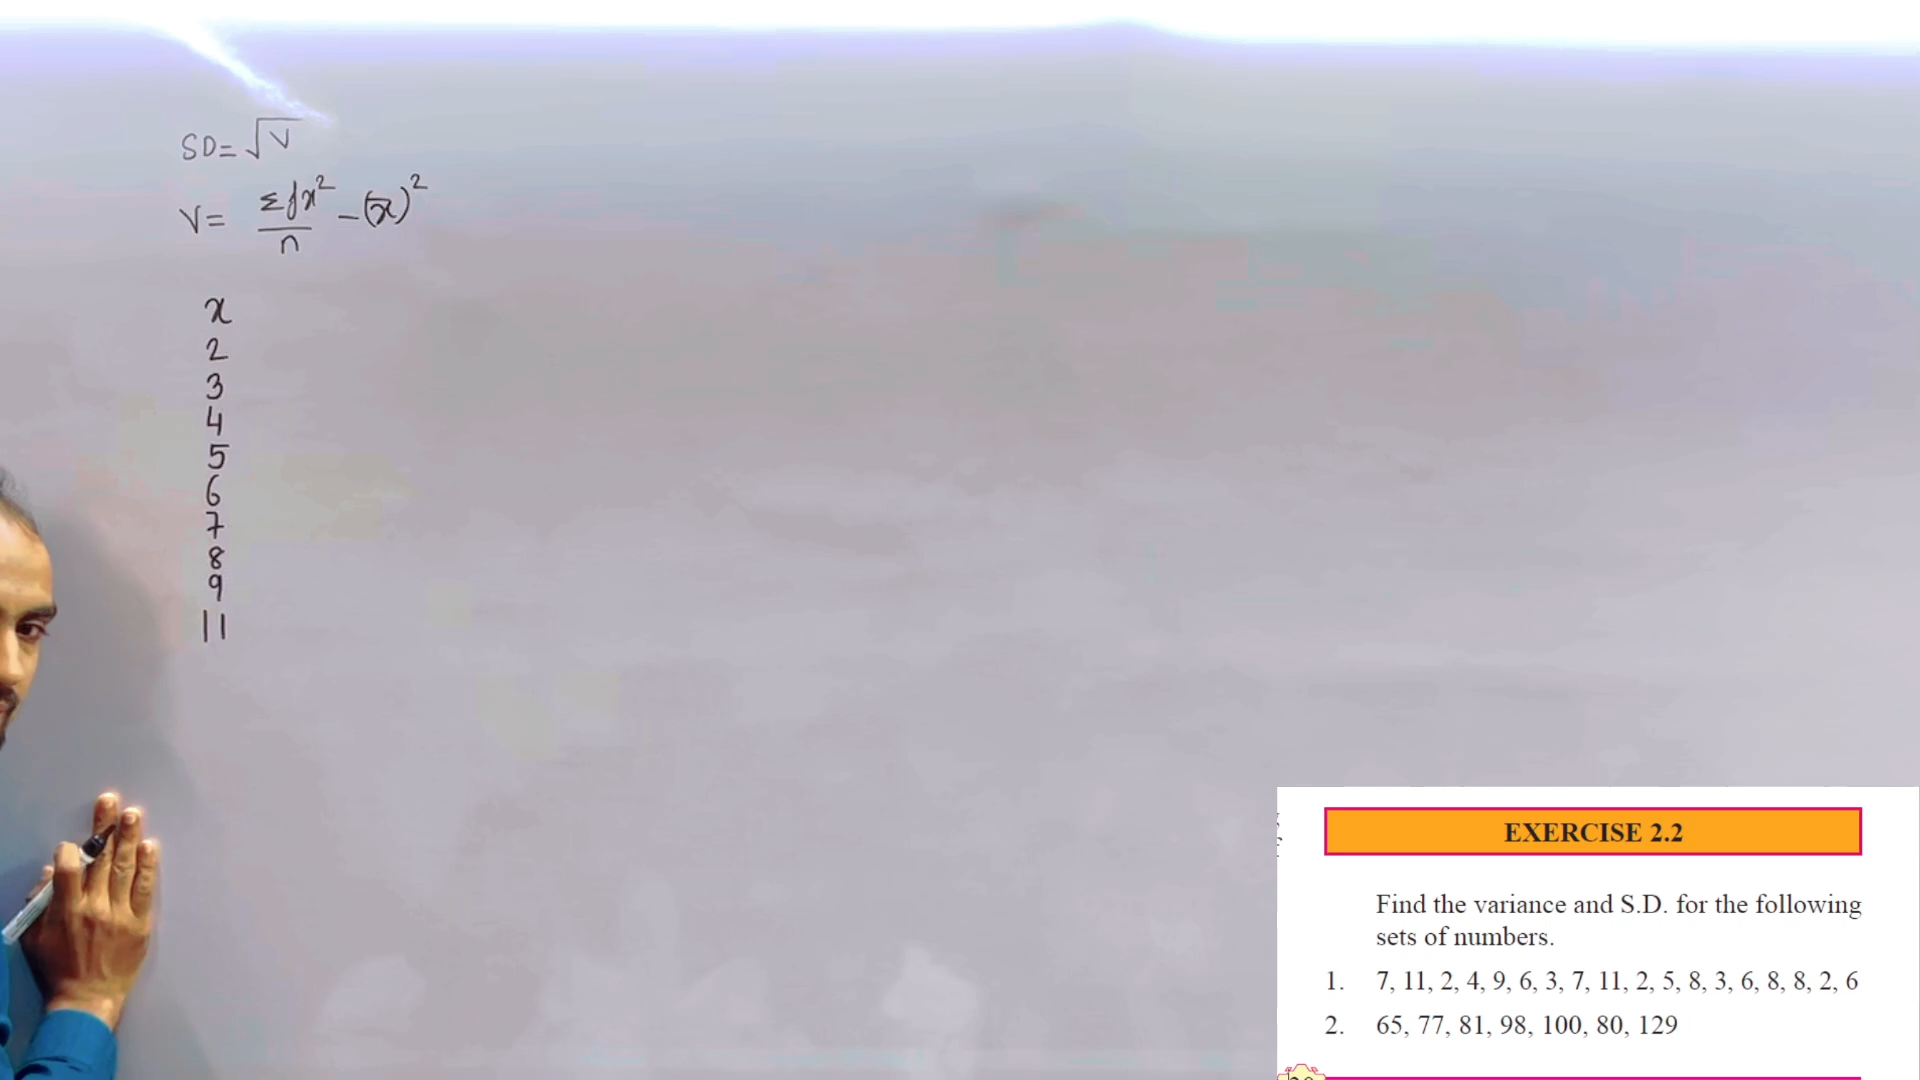 SD = √V
V = Σfx² / n - (x̄)²
x
2
3
4
5
6
7
8
9
11
EXERCISE 2.2
Find the variance and S.D. for the following
sets of numbers.
1. 7, 11, 2, 4, 9, 6, 3, 7, 11, 2, 5, 8, 3, 6, 8, 8, 2, 6
2. 65, 77, 81, 98, 100, 80, 129